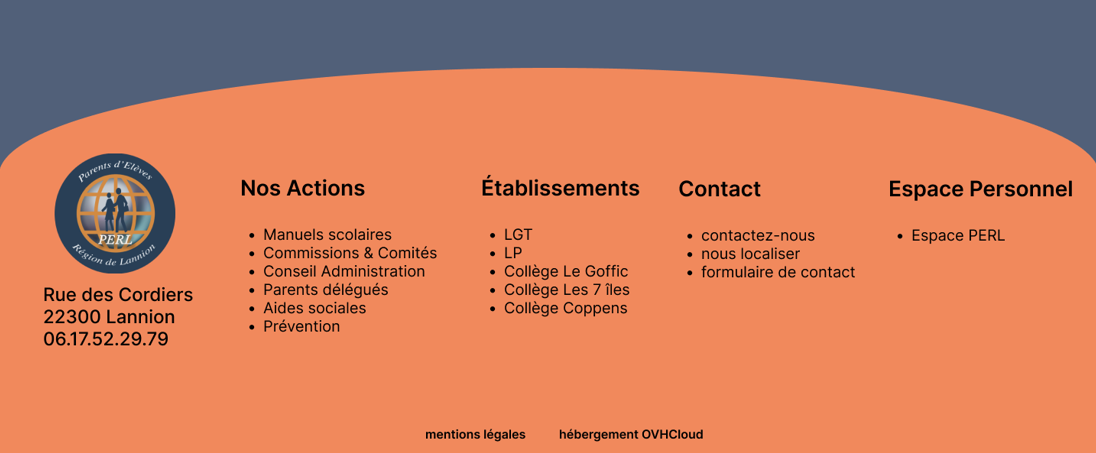 Parents d'Elèves
PERL
Région de Lannion
Rue des Cordiers
22300 Lannion
06.17.52.29.79
Nos Actions
Manuels scolaires
Commissions & Comités
Conseil Administration
Parents délégués
Aides sociales
Prévention
Établissements
LGT
LP
Collège Le Goffic
Collège Les 7 îles
Collège Coppens
Contact
contactez-nous
nous localiser
formulaire de contact
Espace Personnel
Espace PERL
mentions légales
hébergement OVHCloud